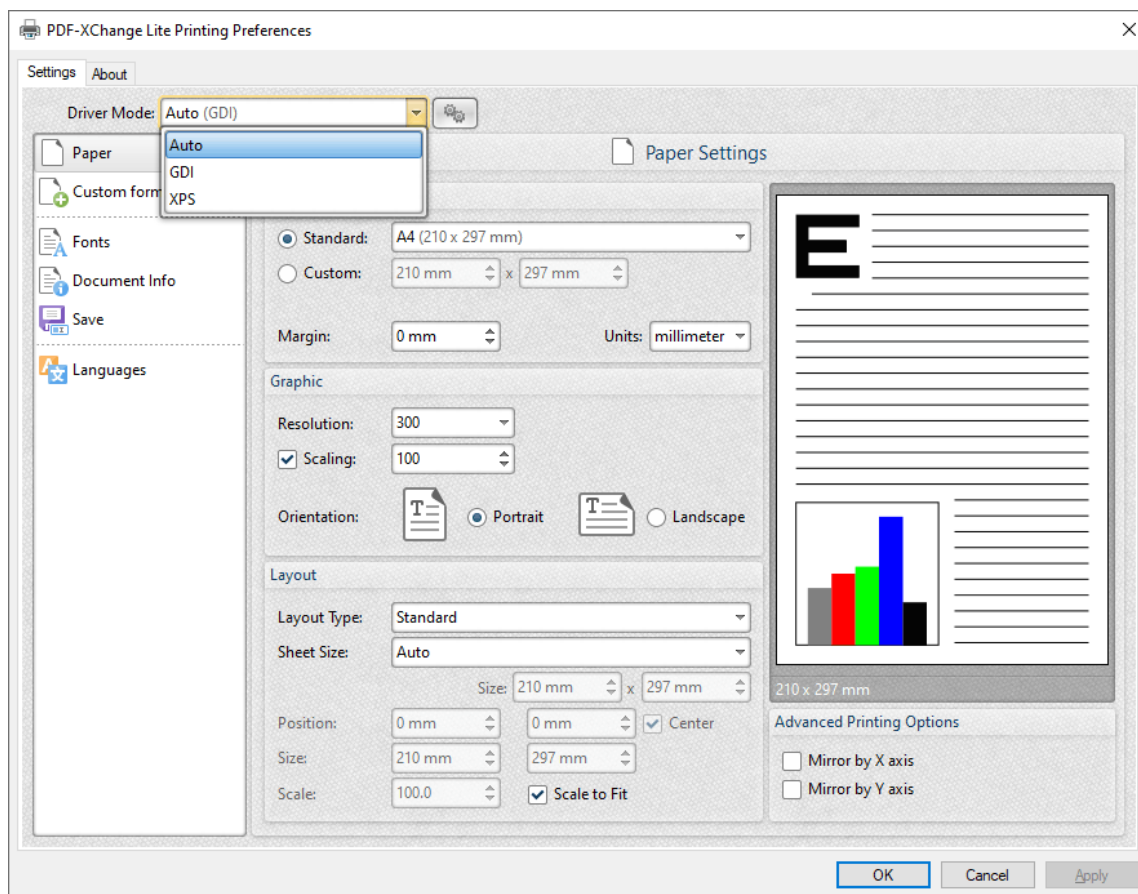 PDF-XChange Lite Printing Preferences
Settings About
Driver Mode: Auto (GDI)
Auto
GDI
XPS
Paper
Custom form
Fonts
Document Info
Save
Languages
Paper Settings
Standard: A4 (210 x 297 mm)
Custom: 210 mm x 297 mm
Margin: 0 mm Units: millimeter
Graphic
Resolution: 300
Scaling: 100
Orientation: T Portrait T Landscape
Layout
Layout Type: Standard
Sheet Size: Auto
Size: 210 mm x 297 mm
Position: 0 mm 0 mm Center
Size: 210 mm 297 mm
Scale: 100.0 Scale to Fit
E
210 x 297 mm
Advanced Printing Options
Mirror by X axis
Mirror by Y axis
OK Cancel Apply